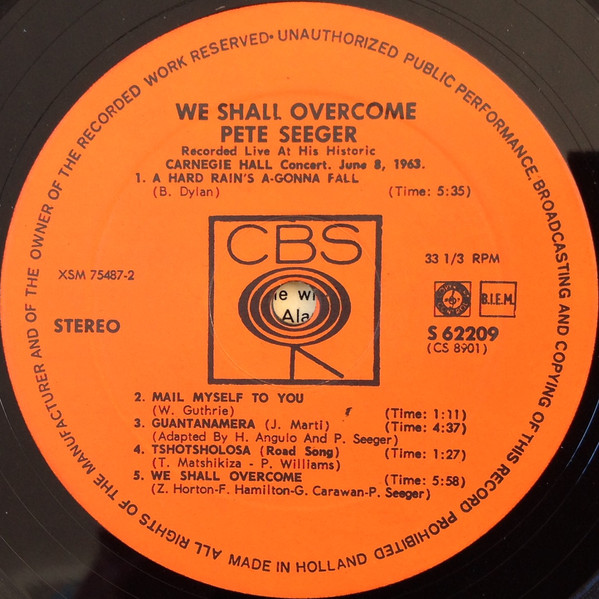 ALL RIGHTS OF THE MANUFACTURER AND OF THE OWNER OF THE RECORDED WORK RESERVED · UNAUTHORIZED PUBLIC PERFORMANCE, BROADCASTING AND COPYING OF THIS RECORD PROHIBITED
WE SHALL OVERCOME
PETE SEEGER
Recorded Live At His Historic
CARNEGIE HALL Concert. June 8, 1963.
1. A HARD RAIN'S A-GONNA FALL
(B. Dylan) (Time: 5:35)
CBS
XSM 75487-2
33 1/3 RPM
B.I.E.M.
STEREO
S 62209
(CS 8901)
2. MAIL MYSELF TO YOU
(W. Guthrie) (Time: 1:11)
3. GUANTANAMERA (J. Marti) (Time: 4:37)
(Adapted By H. Angulo And P. Seeger)
4. TSHOTSHOLOSA (Road Song) (Time: 1:27)
(T. Matshikiza - P. Williams)
5. WE SHALL OVERCOME (Time: 5:58)
(Z. Horton-F. Hamilton-G. Carawan-P. Seeger)
MADE IN HOLLAND